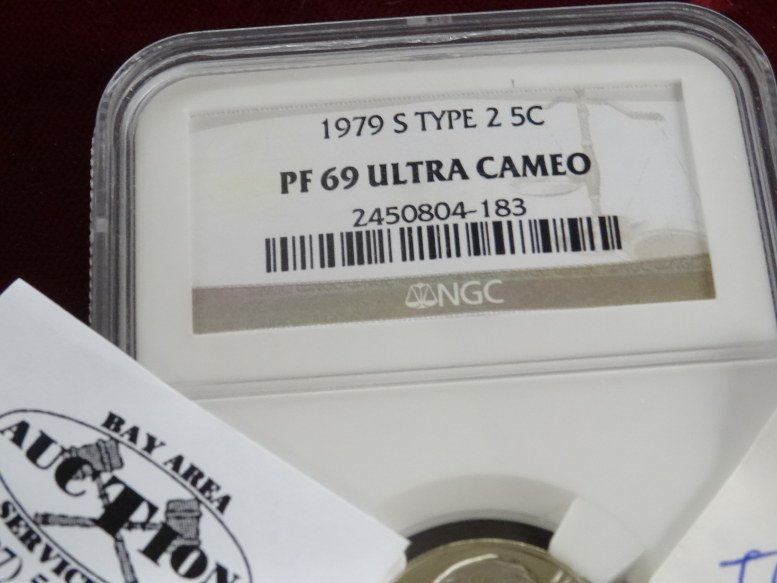 1979 S TYPE 2 5C
PF 69 ULTRA CAMEO
2450804-183
NGC
BAY AREA
AUCTION